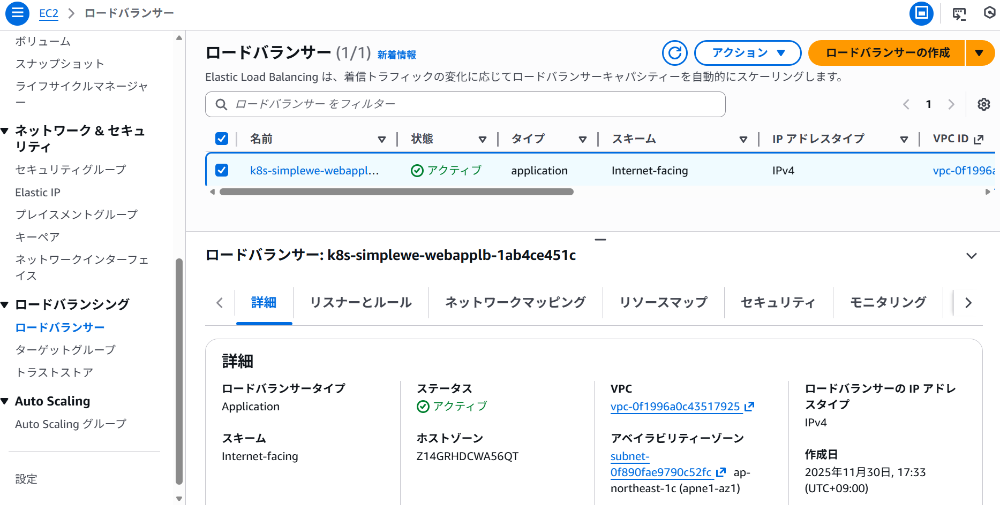 EC2 > ロードバランサー
ボリューム
スナップショット
ライフサイクルマネージャ
ー
ネットワーク & セキュ
リティ
セキュリティグループ
Elastic IP
プレイスメントグループ
キーペア
ネットワークインターフェ
イス
ロードバランシング
ロードバランサー
ターゲットグループ
トラストストア
Auto Scaling
Auto Scaling グループ
設定
ロードバランサー (1/1) 新着情報
アクション
ロードバランサーの作成
Elastic Load Balancing は、着信トラフィックの変化に応じてロードバランサーキャパシティーを自動的にスケーリングします。
ロードバランサー をフィルター
1
名前 状態 タイプ スキーム IP アドレスタイプ VPC ID
k8s-simplewe-webappl... アクティブ application Internet-facing IPv4 vpc-0f1996
ロードバランサー: k8s-simplewe-webapplb-1ab4ce451c
詳細 リスナーとルール ネットワークマッピング リソースマップ セキュリティ モニタリング
詳細
ロードバランサータイプ
Application
スキーム
Internet-facing
ステータス
アクティブ
ホストゾーン
Z14GRHDCWA56QT
VPC
vpc-0f1996a0c43517925
アベイラビリティーゾーン
subnet-
0f890fae9790c52fc ap-
northeast-1c (apne1-az1)
ロードバランサーの IP アドレ
スタイプ
IPv4
作成日
2025年11月30日, 17:33
(UTC+09:00)